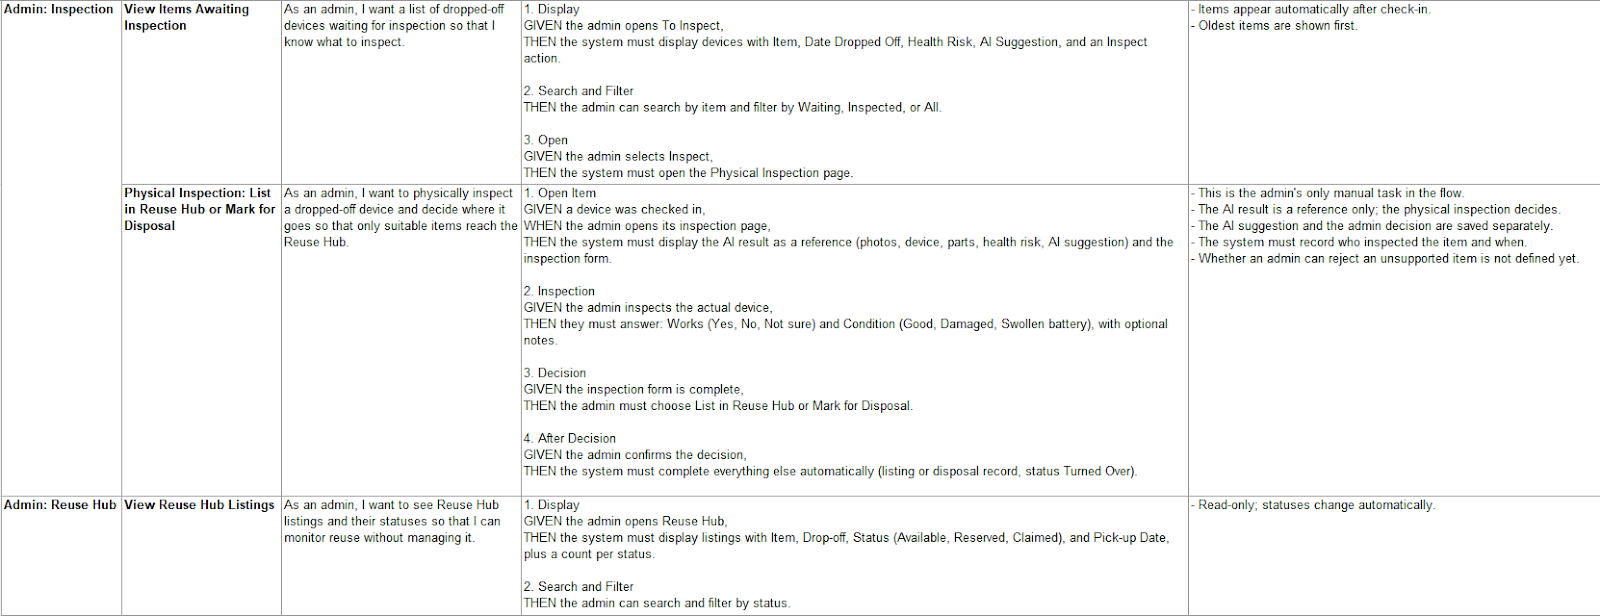 Admin: Inspection
View Items Awaiting
Inspection
As an admin, I want a list of dropped-off
devices waiting for inspection so that I
know what to inspect.
1. Display
GIVEN the admin opens To Inspect,
THEN the system must display devices with Item, Date Dropped Off, Health Risk, AI Suggestion, and an Inspect
action.
2. Search and Filter
THEN the admin can search by item and filter by Waiting, Inspected, or All.
3. Open
GIVEN the admin selects Inspect,
THEN the system must open the Physical Inspection page.
- Items appear automatically after check-in.
- Oldest items are shown first.
Physical Inspection: List
in Reuse Hub or Mark for
Disposal
As an admin, I want to physically inspect
a dropped-off device and decide where it
goes so that only suitable items reach the
Reuse Hub.
1. Open Item
GIVEN a device was checked in,
WHEN the admin opens its inspection page,
THEN the system must display the AI result as a reference (photos, device, parts, health risk, AI suggestion) and the
inspection form.
2. Inspection
GIVEN the admin inspects the actual device,
THEN they must answer: Works (Yes, No, Not sure) and Condition (Good, Damaged, Swollen battery), with optional
notes.
3. Decision
GIVEN the inspection form is complete,
THEN the admin must choose List in Reuse Hub or Mark for Disposal.
4. After Decision
GIVEN the admin confirms the decision,
THEN the system must complete everything else automatically (listing or disposal record, status Turned Over).
- This is the admin's only manual task in the flow.
- The AI result is a reference only; the physical inspection decides.
- The AI suggestion and the admin decision are saved separately.
- The system must record who inspected the item and when.
- Whether an admin can reject an unsupported item is not defined yet.
Admin: Reuse Hub
View Reuse Hub Listings
As an admin, I want to see Reuse Hub
listings and their statuses so that I can
monitor reuse without managing it.
1. Display
GIVEN the admin opens Reuse Hub,
THEN the system must display listings with Item, Drop-off, Status (Available, Reserved, Claimed), and Pick-up Date,
plus a count per status.
2. Search and Filter
THEN the admin can search and filter by status.
- Read-only; statuses change automatically.